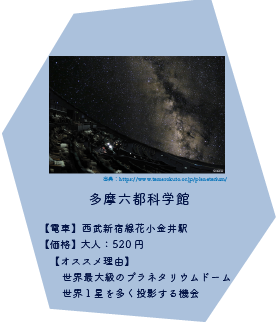 出典：https://www.tamarokuto.or.jp/planetarium/
多摩六都科学館
【電車】西武新宿線花小金井駅
【価格】大人：520円
【オススメ理由】
世界最大級のプラネタリウムドーム
世界１星を多く投影する機会